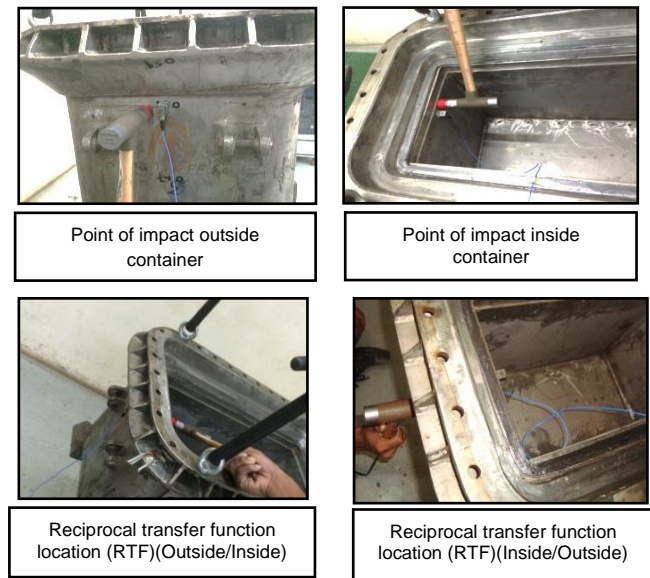 Point of impact outside
container
Point of impact inside
container
Reciprocal transfer function
location (RTF)(Outside/Inside)
Reciprocal transfer function
location (RTF)(Inside/Outside)